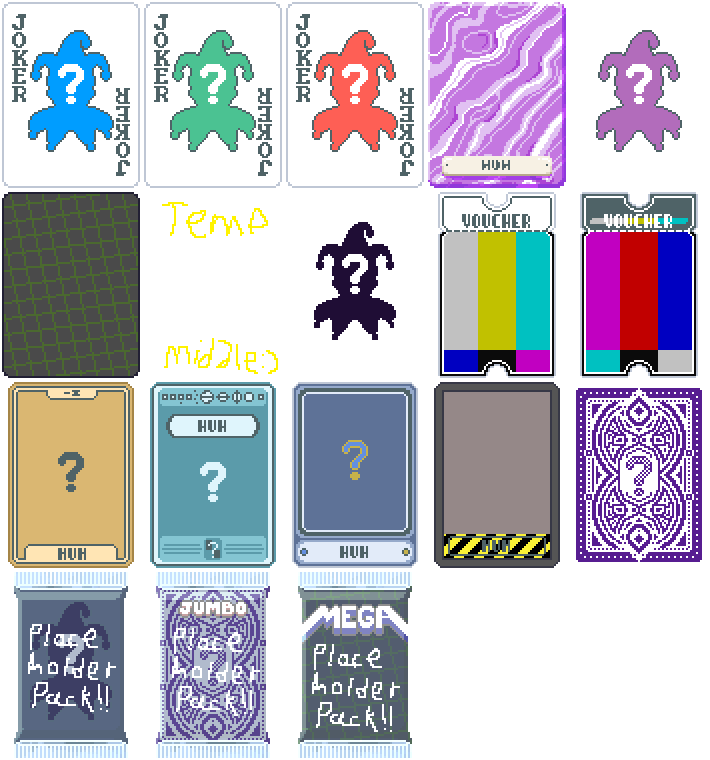 JOKER
?
JOKER
JOKER
?
JOKER
JOKER
?
JOKER
HUH
?
Temp
middle:)
?
VOUCHER
VOUCHER
?
HUH
HUH
?
?
?
HUH
?
?
Place
holder
Pack!!
JUMBO
?
Place
holder
Pack!!
MEGA
Place
holder
Pack!!